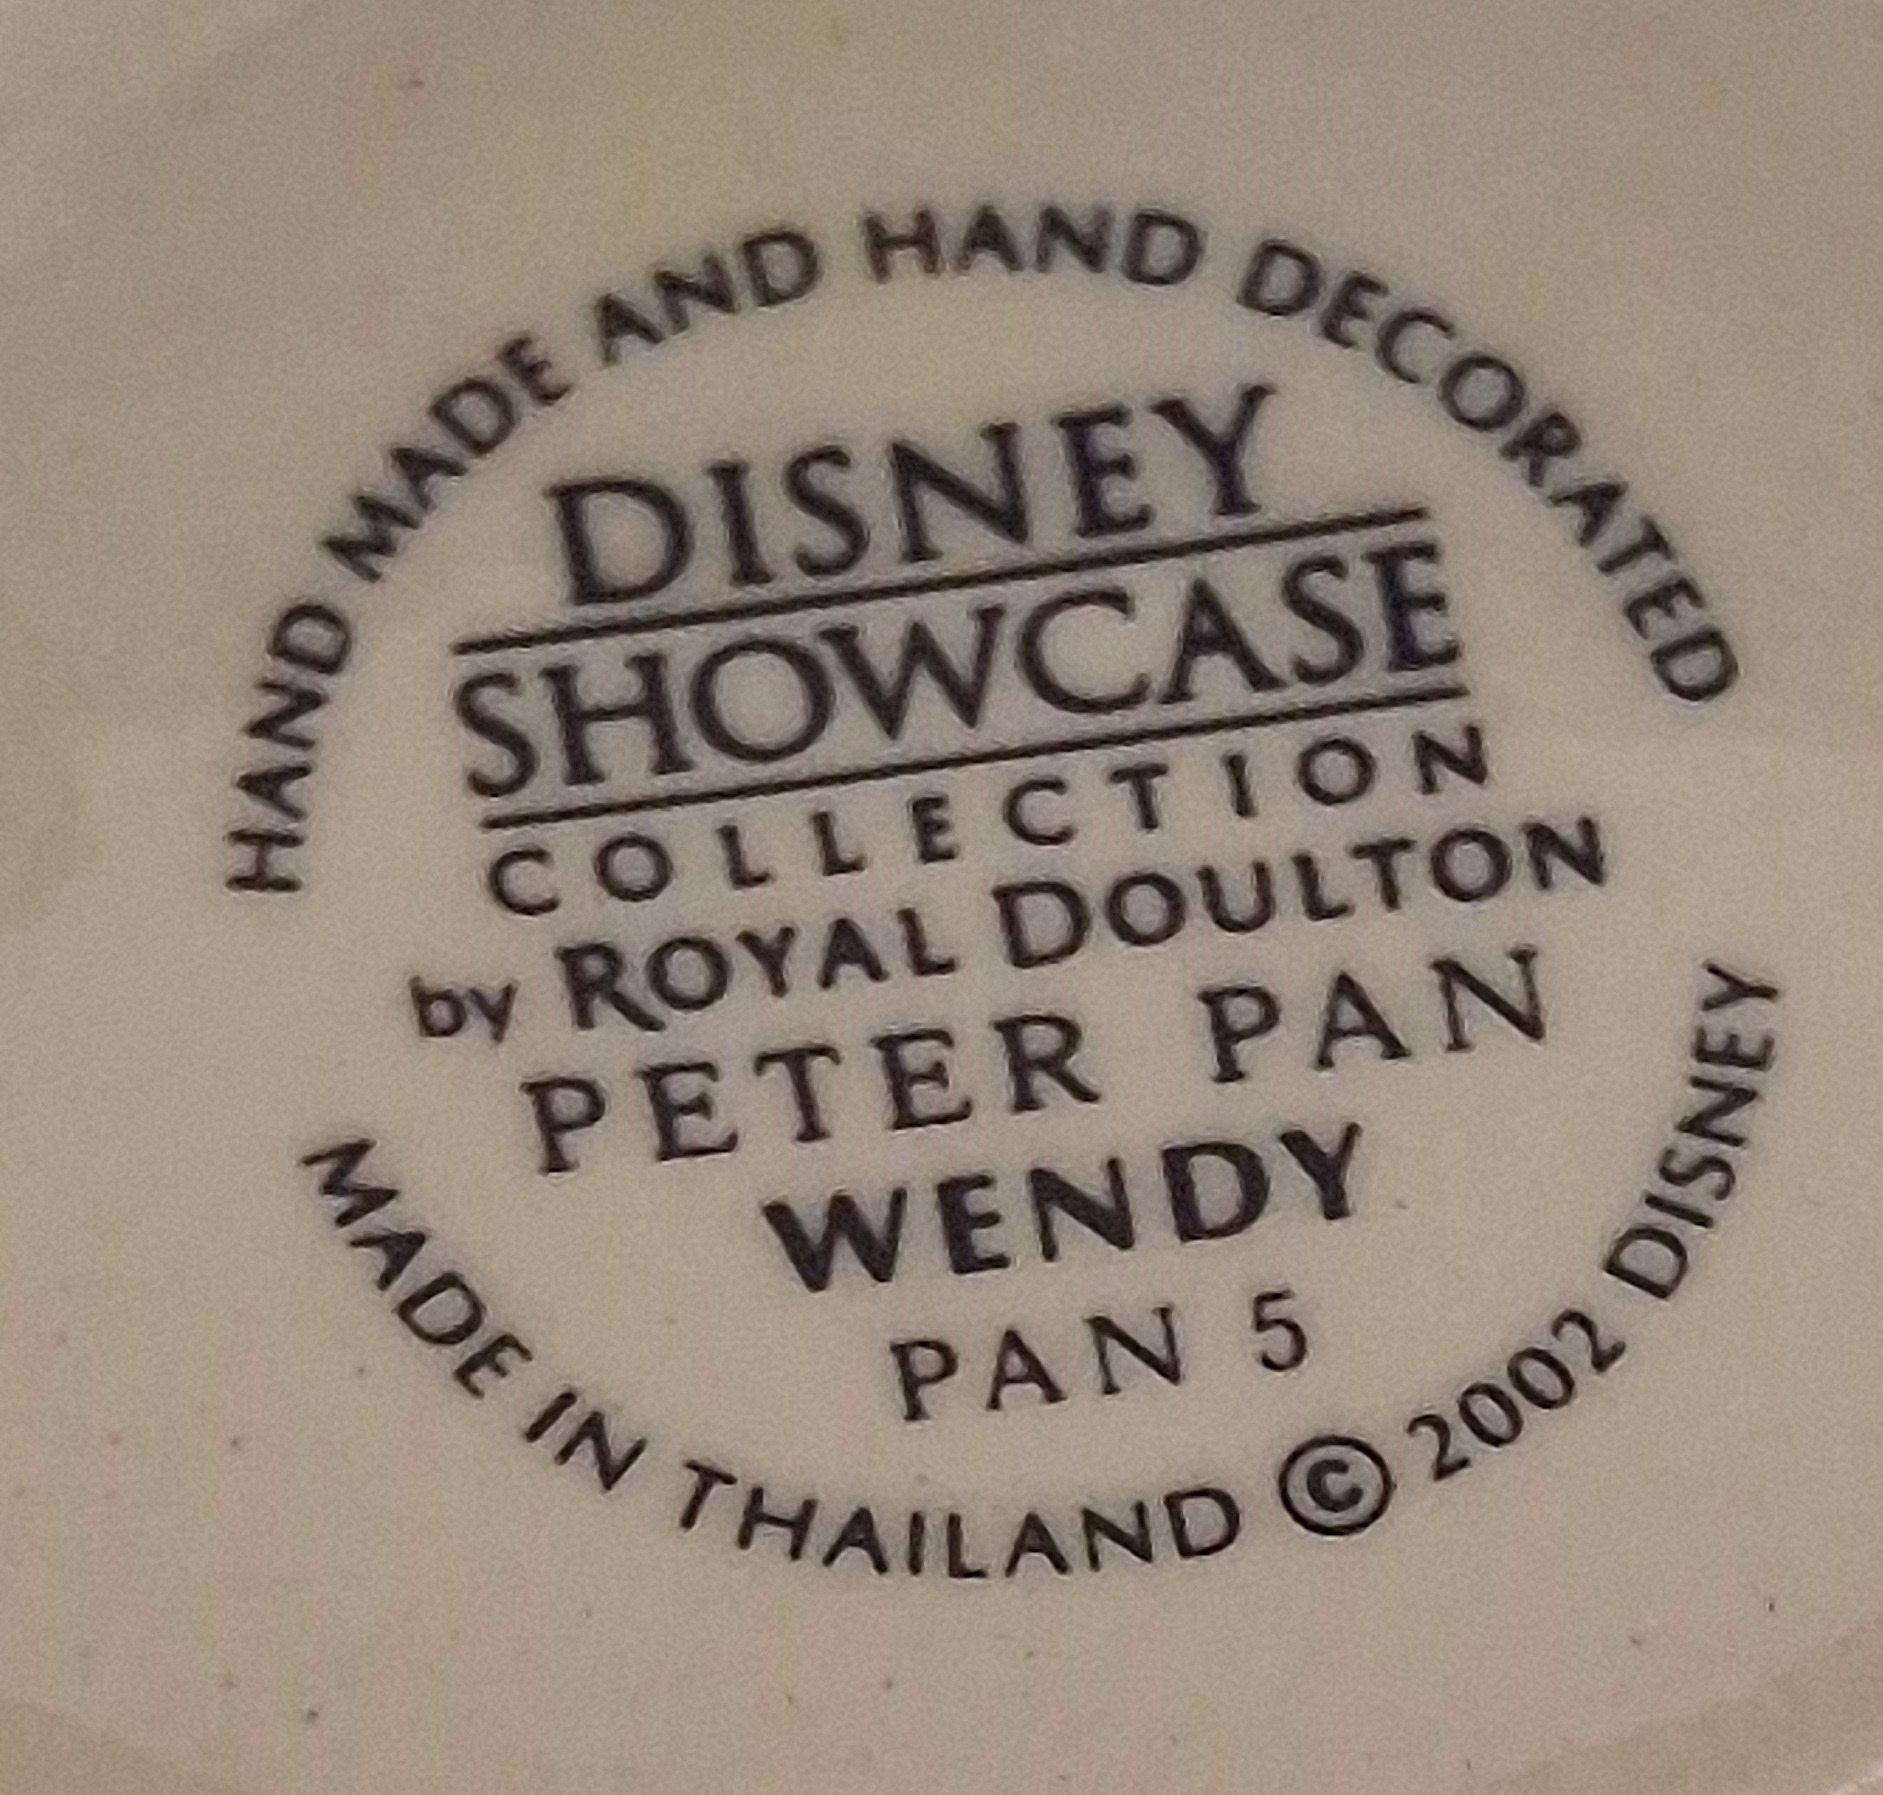 HAND MADE AND HAND DECORATED
DISNEY
SHOWCASE
COLLECTION
by ROYAL DOULTON
PETER PAN
WENDY
PAN 5
MADE IN THAILAND © 2002 DISNEY